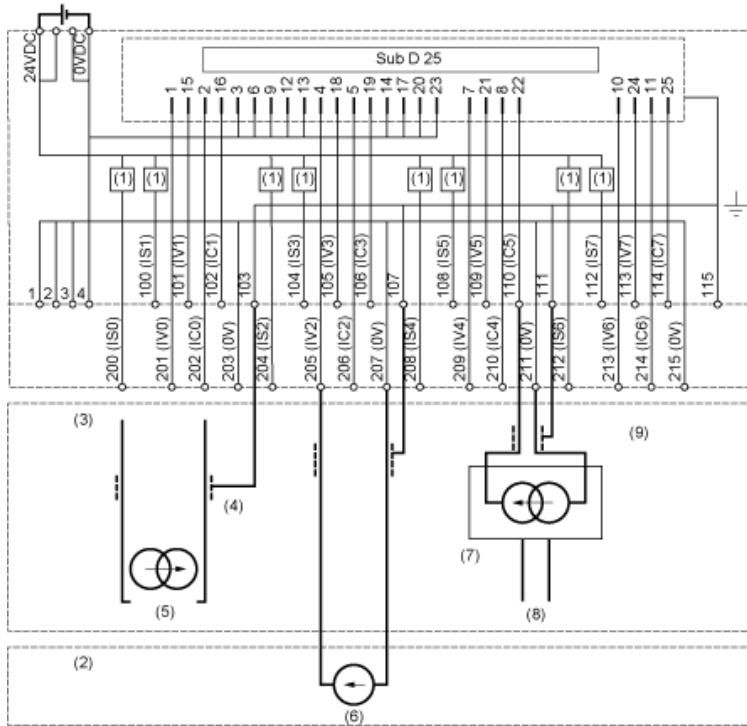 24VDC
0VDC
Sub D 25
1 15 2 16 3 6 9 12 13 4 18 5 19 14 17 20 23 7 21 8 22 10 24 11 25
(1) (1) (1) (1) (1) (1) (1) (1)
1 2 3 4 100 (IS1) 101 (IV1) 102 (IC1) 103 104 (IS3) 105 (IV3) 106 (IC3) 107 108 (IS5) 109 (IV5) 110 (IC5) 111 112 (IS7) 113 (IV7) 114 (IC7) 115
200 (IS0) 201 (IV0) 202 (IC0) 203 (0V) 204 (IS2) 205 (IV2) 206 (IC2) 207 (0V) 208 (IS4) 209 (IV4) 210 (IC4) 211 (0V) 212 (IS6) 213 (IV6) 214 (IC6) 215 (0V)
(3) (9)
(4)
(7)
(5) (8)
(2)
(6)